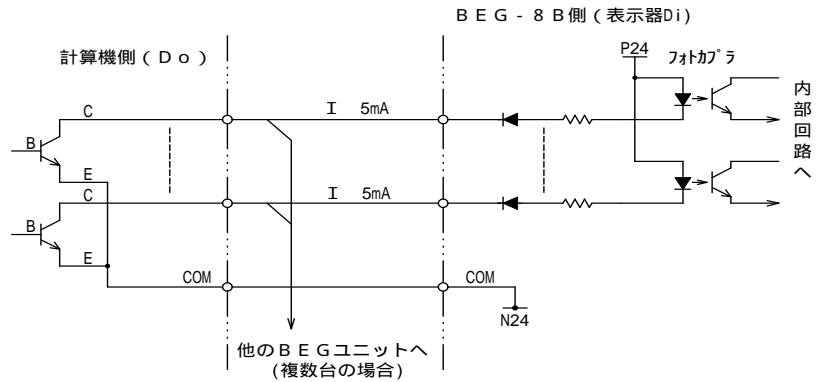 BEG-8B側(表示器Di)
計算機側(Do)
P24
フォトカプラ
C
I 5mA
内部回路へ
B
E
C
I 5mA
B
E
COM
COM
N24
他のBEGユニットへ
(複数台の場合)